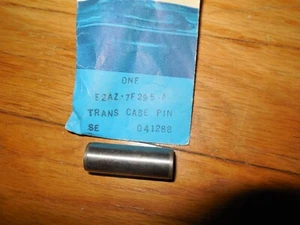 ONE
E2AZ-7F295-A
TRANS CASE PIN
SE 041288